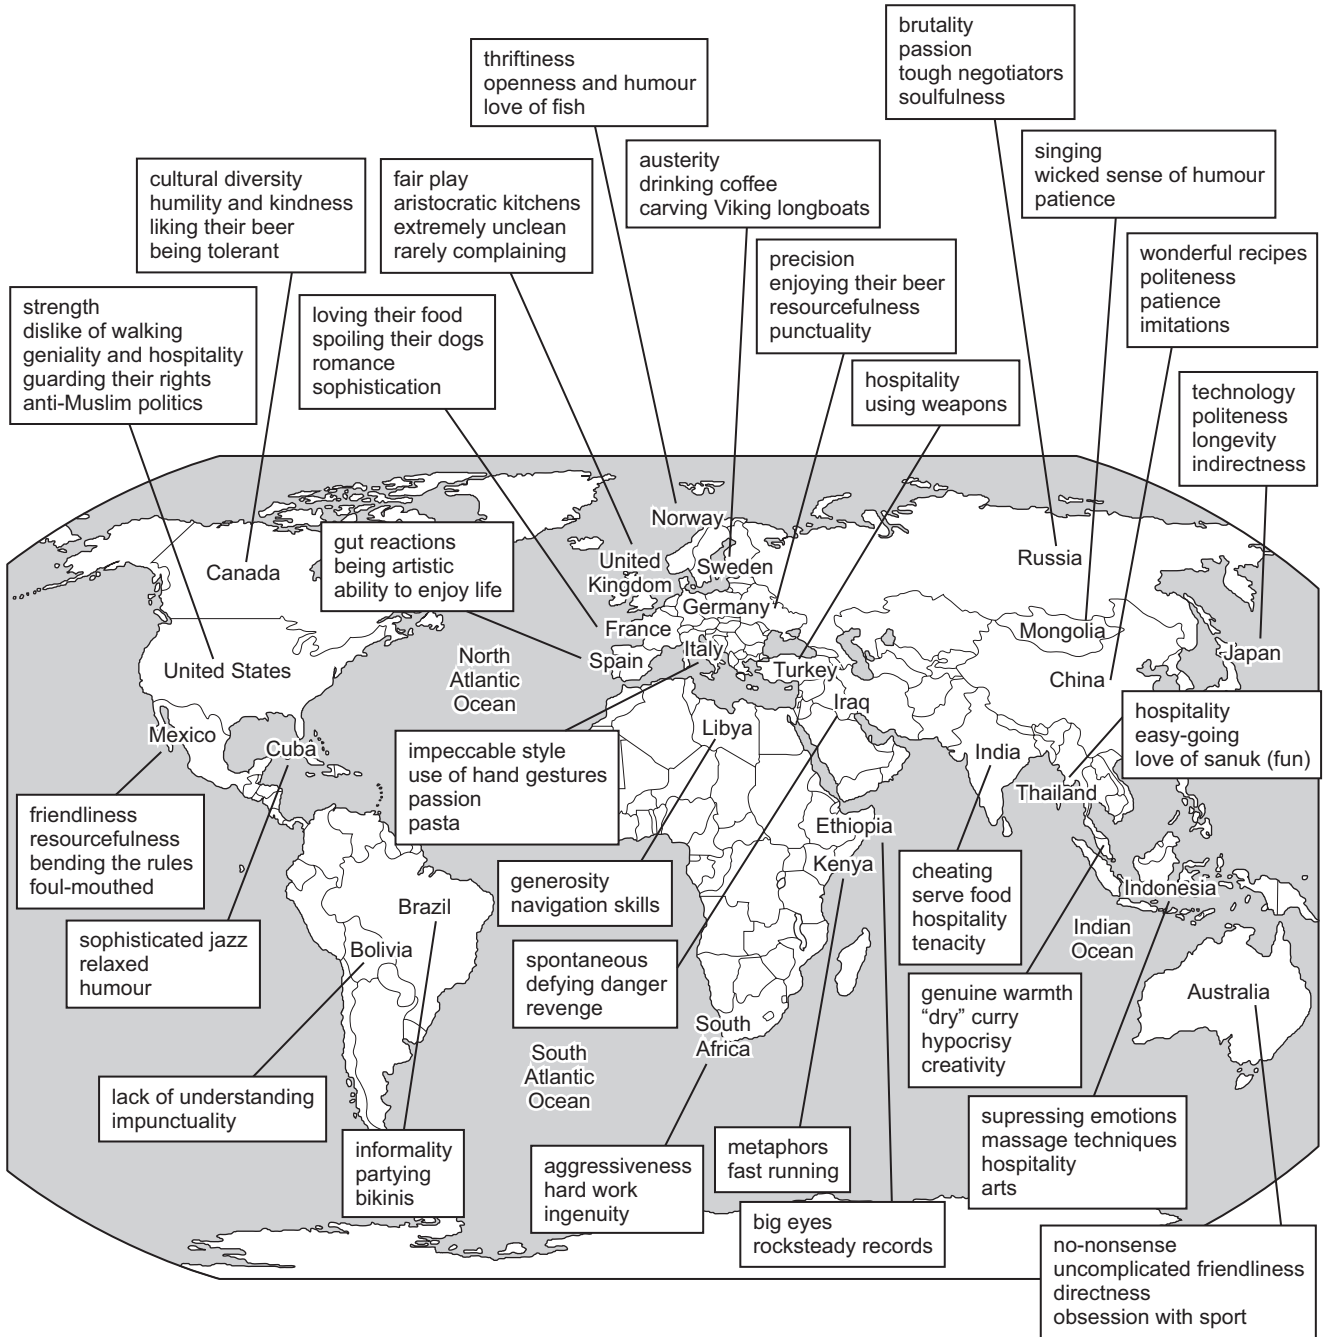 brutality
passion
tough negotiators
soulfulness
thriftiness
openness and humour
love of fish
singing
wicked sense of humour
patience
austerity
drinking coffee
carving Viking longboats
cultural diversity
humility and kindness
liking their beer
being tolerant
fair play
aristocratic kitchens
extremely unclean
rarely complaining
wonderful recipes
politeness
patience
imitations
precision
enjoying their beer
resourcefulness
punctuality
strength
dislike of walking
geniality and hospitality
guarding their rights
anti-Muslim politics
loving their food
spoiling their dogs
romance
sophistication
hospitality
using weapons
technology
politeness
longevity
indirectness
gut reactions
being artistic
ability to enjoy life
Norway
Canada
United
Kingdom
Sweden
Russia
Germany
France
Mongolia
Spain
Italy
Turkey
Japan
China
United States
North
Atlantic
Ocean
Iraq
Mexico
Cuba
Libya
India
Thailand
hospitality
easy-going
love of sanuk (fun)
impeccable style
use of hand gestures
passion
pasta
friendliness
resourcefulness
bending the rules
foul-mouthed
Ethiopia
Kenya
generosity
navigation skills
cheating
serve food
hospitality
tenacity
Indonesia
Brazil
Bolivia
Indian
Ocean
sophisticated jazz
relaxed
humour
spontaneous
defying danger
revenge
genuine warmth
“dry” curry
hypocrisy
creativity
Australia
South
Africa
South
Atlantic
Ocean
lack of understanding
impunctuality
informality
partying
bikinis
aggressiveness
hard work
ingenuity
metaphors
fast running
supressing emotions
massage techniques
hospitality
arts
big eyes
rocksteady records
no-nonsense
uncomplicated friendliness
directness
obsession with sport